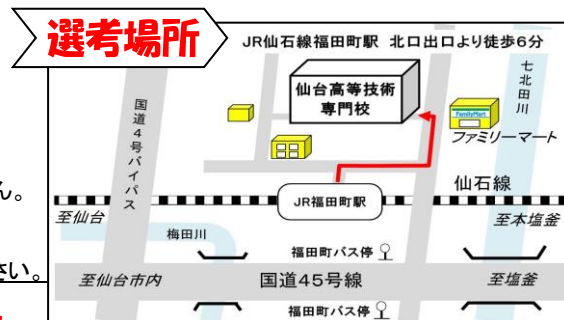 選考場所
JR仙石線福田町駅 北口出口より徒歩6分
七北田川
国道4号バイパス
仙台高等技術
専門校
FamilyMart
ファミリーマート
ん。
仙石線
JR福田町駅
至仙台
至本塩釜
梅田川
福田町バス停
さい。
至仙台市内
国道45号線
至塩釜
福田町バス停